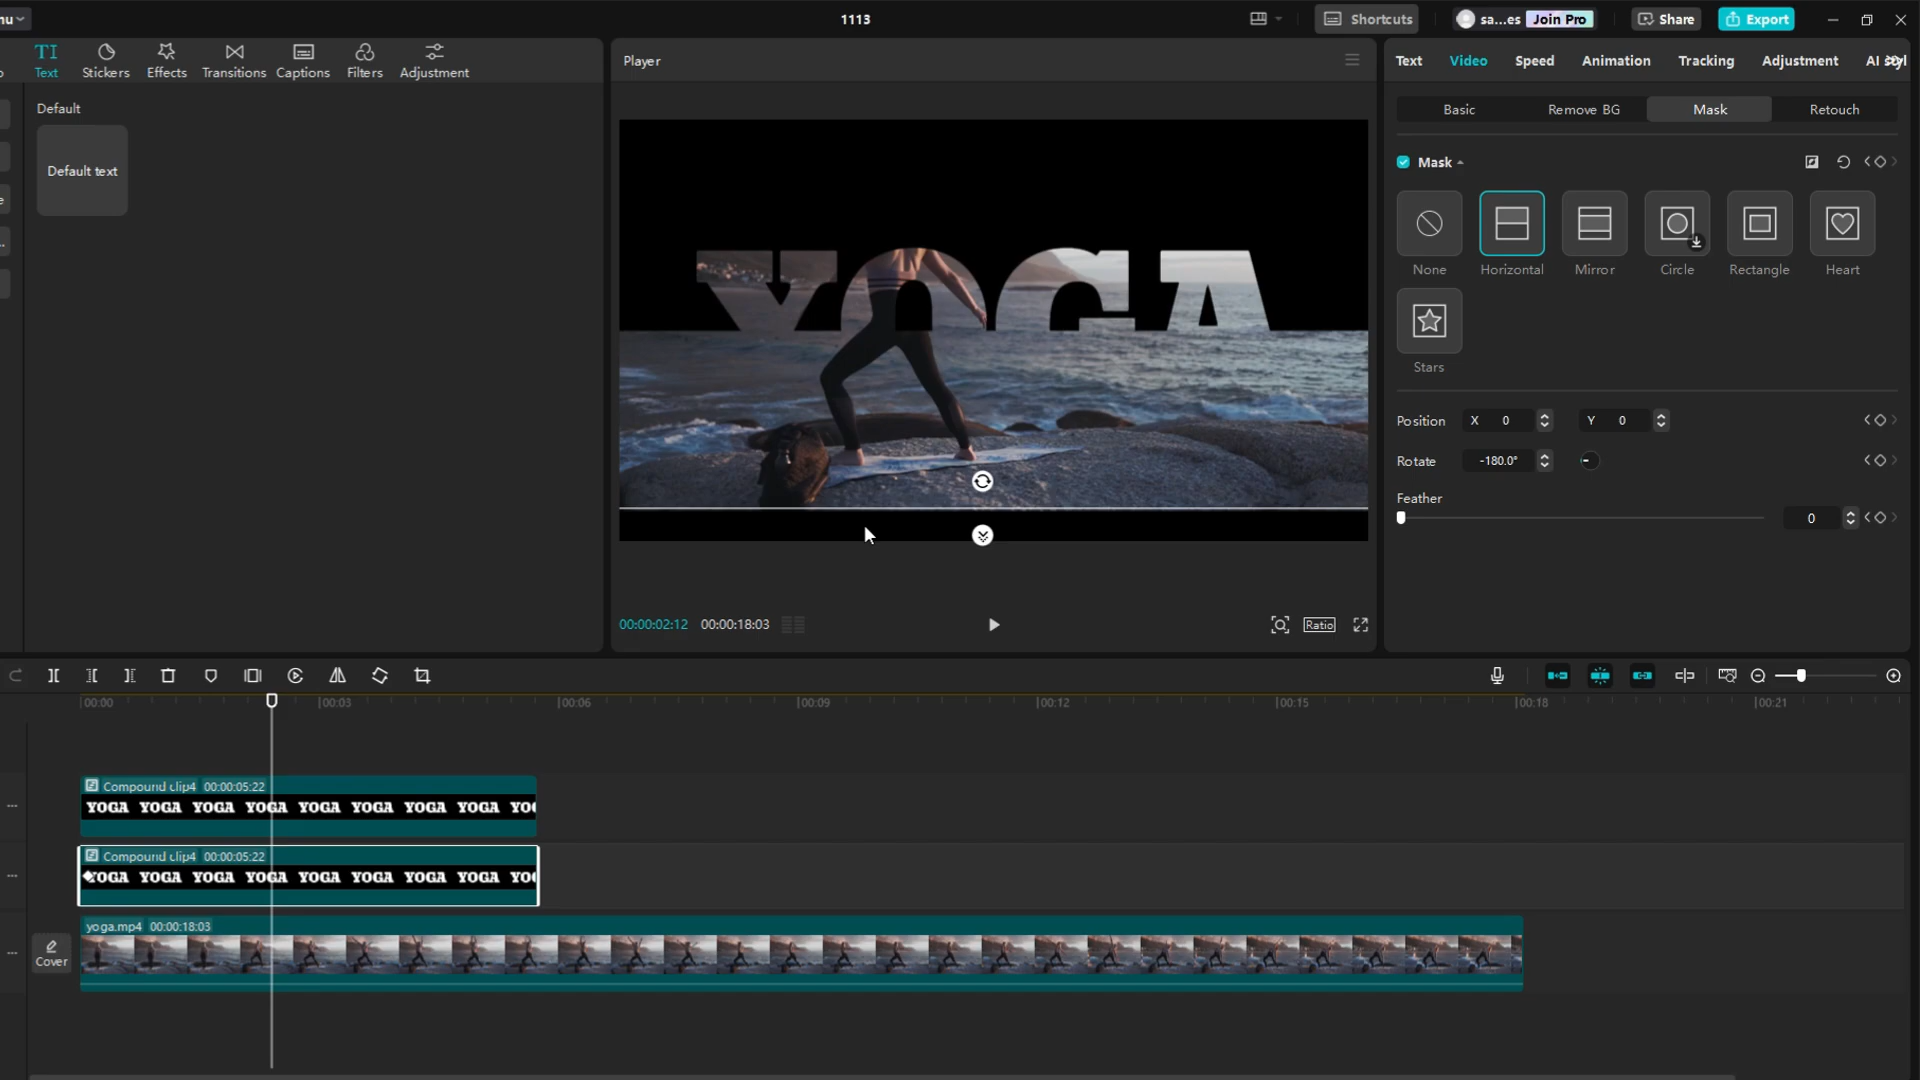 1113
Shortcuts
sa...es Join Pro
Share
Export
Text
Stickers
Effects
Transitions
Captions
Filters
Adjustment
Default
Default text
Player
YOGA
00:00:02:12 00:00:18:03
Ratio
Text Video Speed Animation Tracking Adjustment
Basic Remove BG Mask Retouch
Mask
None Horizontal Mirror Circle Rectangle Heart
Stars
Position X 0 Y 0
Rotate -180.0°
Feather
0
00:00 00:03 00:06 00:09 00:12 00:15 00:18 00:21
Compound clip4 00:00:05:22
YOGA YOGA YOGA YOGA YOGA YOGA YOGA YOGA YO
Compound clip4 00:00:05:22
YOGA YOGA YOGA YOGA YOGA YOGA YOGA YOGA YO
yoga.mp4 00:00:18:03
Cover